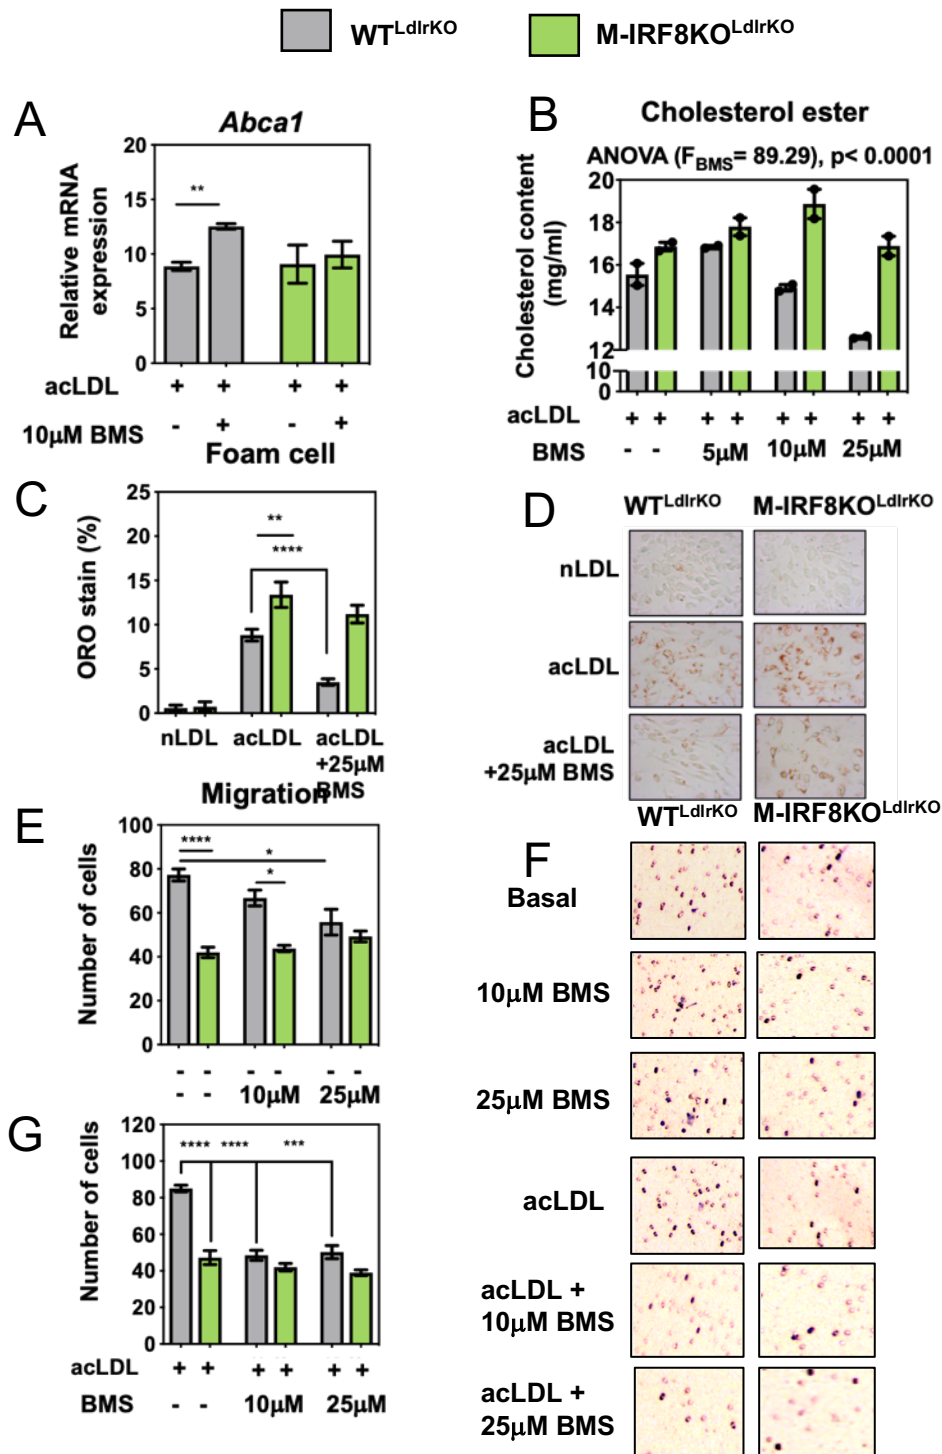 WT^LdlrKO M-IRF8KO^LdlrKO
A
Abca1
Relative mRNA
expression
20
15
10
5
0
**
acLDL + + + +
10μM BMS - + - +
B
Cholesterol ester
ANOVA (F_BMS= 89.29), p< 0.0001
Cholesterol content
(mg/ml)
20
18
16
14
12
10
0
acLDL + + + + + + + +
BMS - - 5μM 10μM 25μM
C
Foam cell
ORO stain (%)
25
20
15
10
5
0
**
****
nLDL acLDL acLDL
+25μM
BMS
D
WT^LdlrKO M-IRF8KO^LdlrKO
nLDL
acLDL
acLDL
+25μM BMS
E
Migration
Number of cells
100
80
60
40
20
0
****
*
*
- - - - - -
- - 10μM 25μM
F
WT^LdlrKO M-IRF8KO^LdlrKO
Basal
10μM BMS
25μM BMS
acLDL
acLDL +
10μM BMS
acLDL +
25μM BMS
G
Number of cells
120
100
80
60
40
20
0
**** **** ***
acLDL + + + + + +
BMS - - 10μM 25μM